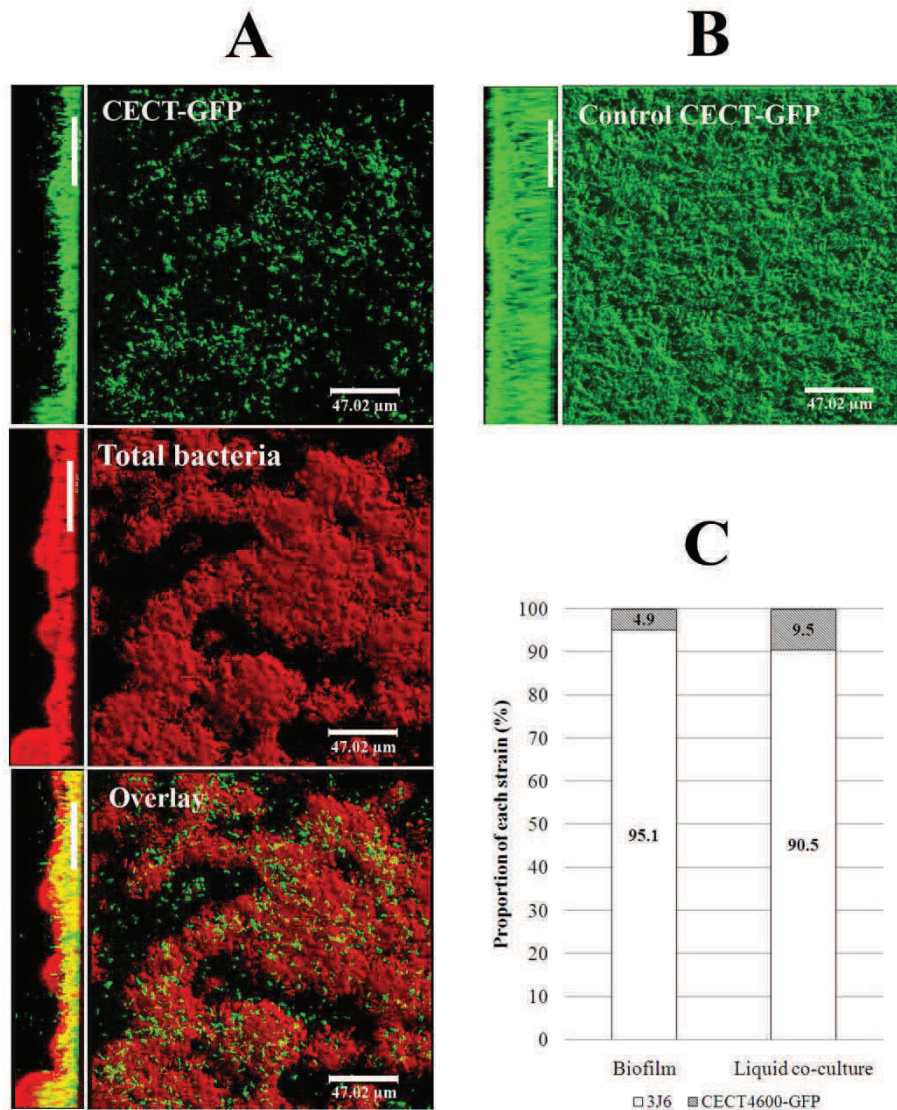 A
CECT-GFP
47.02 µm
Total bacteria
47.02 µm
Overlay
47.02 µm
B
Control CECT-GFP
47.02 µm
C
Proportion of each strain (%)
100
90
80
70
60
50
40
30
20
10
0
4.9
95.1
9.5
90.5
Biofilm
Liquid co-culture
3J6
CECT4600-GFP